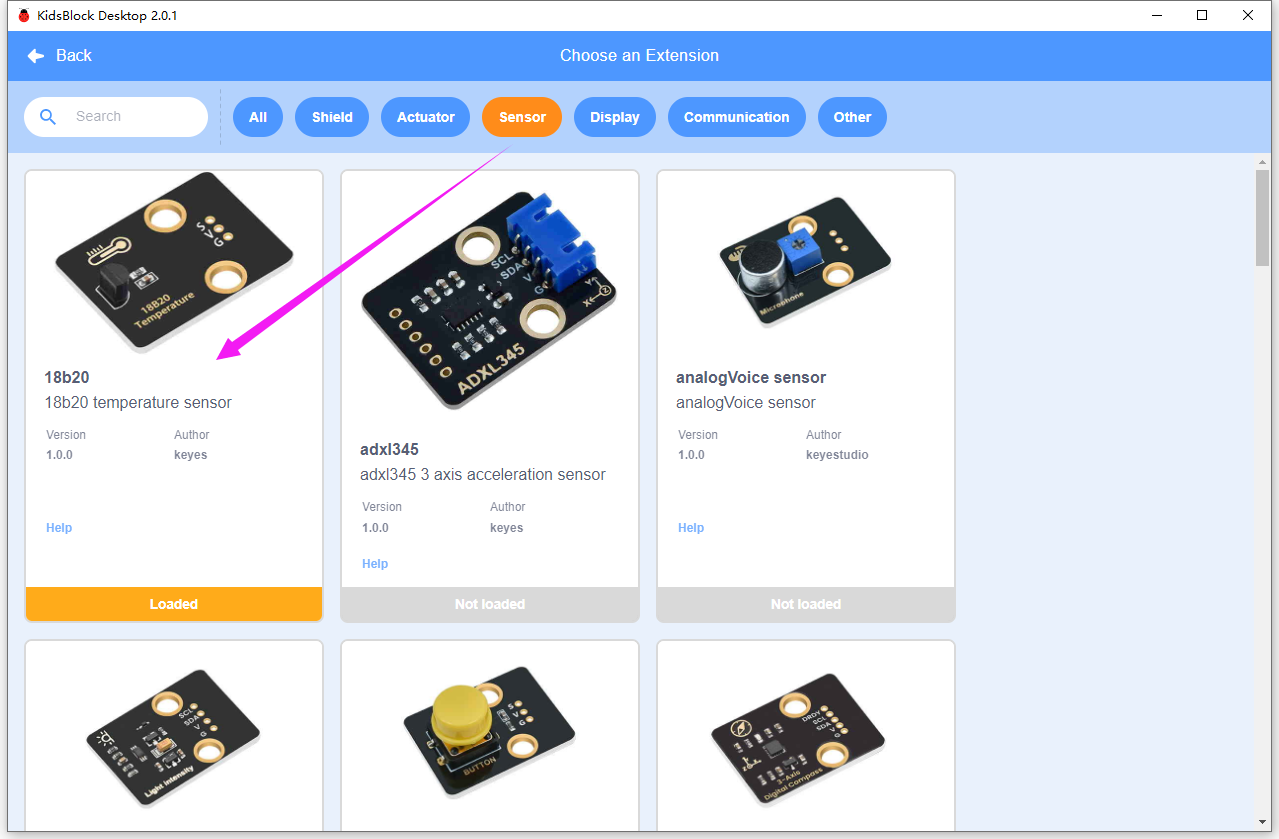 KidsBlock Desktop 2.0.1
Back
Choose an Extension
Search
All
Shield
Actuator
Sensor
Display
Communication
Other
S
V
G
18B20
Temperature
18b20
18b20 temperature sensor
Version Author
1.0.0 keyes
Help
Loaded
SCL
SDA
V
G
Y
X
Z
ADXL345
adxl345
adxl345 3 axis acceleration sensor
Version Author
1.0.0 keyes
Help
Not loaded
Microphone
analogVoice sensor
analogVoice sensor
Version Author
1.0.0 keyestudio
Help
Not loaded
SCL
SDA
V
G
Light intensity
S
V
G
BUTTON
DRDY
SCL
SDA
V
G
3-Axis
Digital Compass